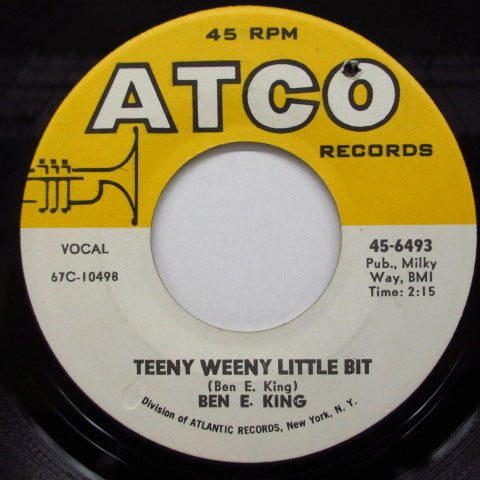 45 RPM
ATCO
RECORDS
VOCAL
67C-10498
45-6493
Pub., Milky
Way, BMI
Time: 2:15
TEENY WEENY LITTLE BIT
(Ben E. King)
BEN E. KING
Division of ATLANTIC RECORDS, New York, N. Y.